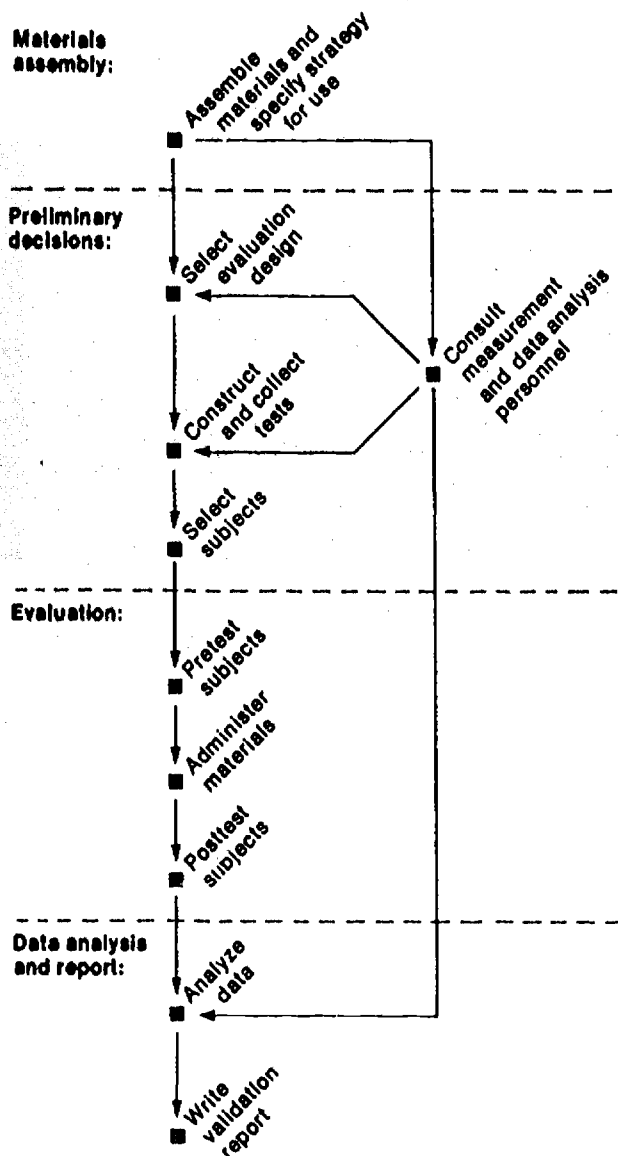 Materials
assembly:
Assemble
materials and
specify strategy
for use
Preliminary
decisions:
Select
evaluation
design
Consult
measurement
and data analysis
personnel
Construct
and collect
tests
Select
subjects
Evaluation:
Pretest
subjects
Administer
materials
Posttest
subjects
Data analysis
and report:
Analyze
data
Write
validation
report